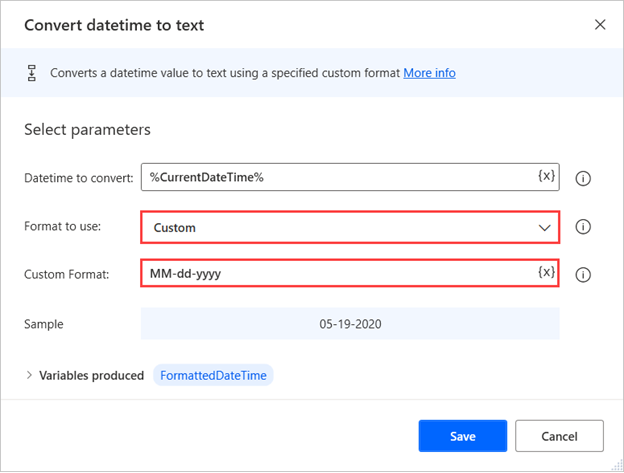 Convert datetime to text
Converts a datetime value to text using a specified custom format More info
Select parameters
Datetime to convert: %CurrentDateTime% {x}
Format to use: Custom
Custom Format: MM-dd-yyyy {x}
Sample 05-19-2020
Variables produced FormattedDateTime
Save Cancel